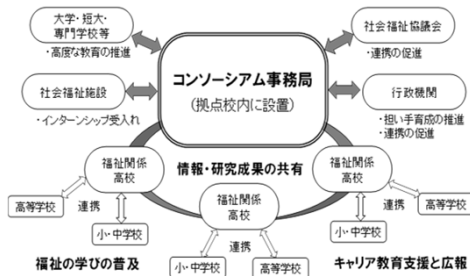 大学・短大・
専門学校等
・高度な教育の推進
社会福祉協議会
・連携の促進
コンソーシアム事務局
(拠点校内に設置)
社会福祉施設
・インターンシップ受入れ
行政機関
・担い手育成の推進
・連携の促進
福祉関係
高校
情報・研究成果の共有
福祉関係
高校
福祉関係
高校
高等学校
連携
小・中学校
連携
高等学校
小・中学校
連携
小・中学校
高等学校
福祉の学びの普及
キャリア教育支援と広報